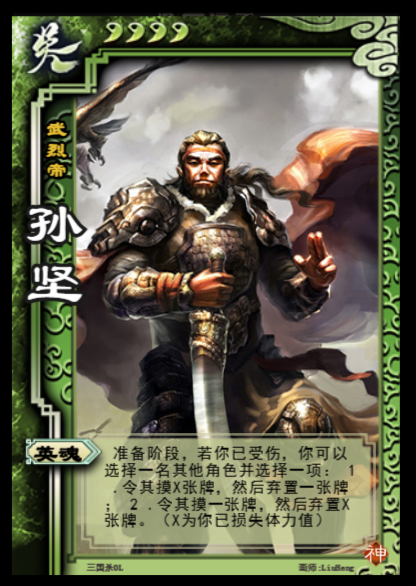 吴
武烈帝
孙坚
英魂
准备阶段，若你已受伤，你可以
选择一名其他角色并选择一项： 1
．令其摸X张牌，然后弃置一张牌
； 2 ．令其摸一张牌，然后弃置X
张牌。（X为你已损失体力值）
神
三国杀OL
画师:LiuHeng